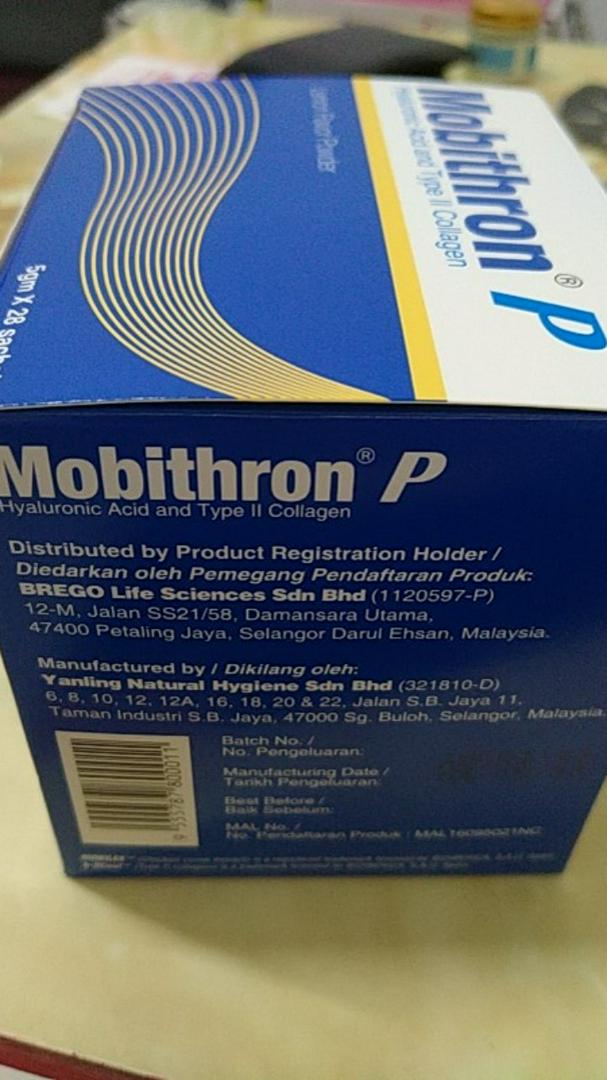 Mobithron® P
Hyaluronic Acid and Type II Collagen
Lemon Flavor Powder
5gm X 28
Mobithron® P
Hyaluronic Acid and Type II Collagen
Distributed by Product Registration Holder /
Diedarkan oleh Pemegang Pendaftaran Produk:
BREGO Life Sciences Sdn Bhd (1120597-P)
12-M, Jalan SS21/58, Damansara Utama,
47400 Petaling Jaya, Selangor Darul Ehsan, Malaysia.
Manufactured by / Dikilang oleh:
Yanling Natural Hygiene Sdn Bhd (321810-D)
6, 8, 10, 12, 12A, 16, 18, 20 & 22, Jalan S.B. Jaya 11,
Taman Industri S.B. Jaya, 47000 Sg. Buloh, Selangor, Malaysia.
Batch No. /
No. Pengeluaran:
Manufacturing Date /
Tarikh Pengeluaran:
Best Before /
Baik Sebelum:
MAL No. /
No. Pendaftaran Produk :